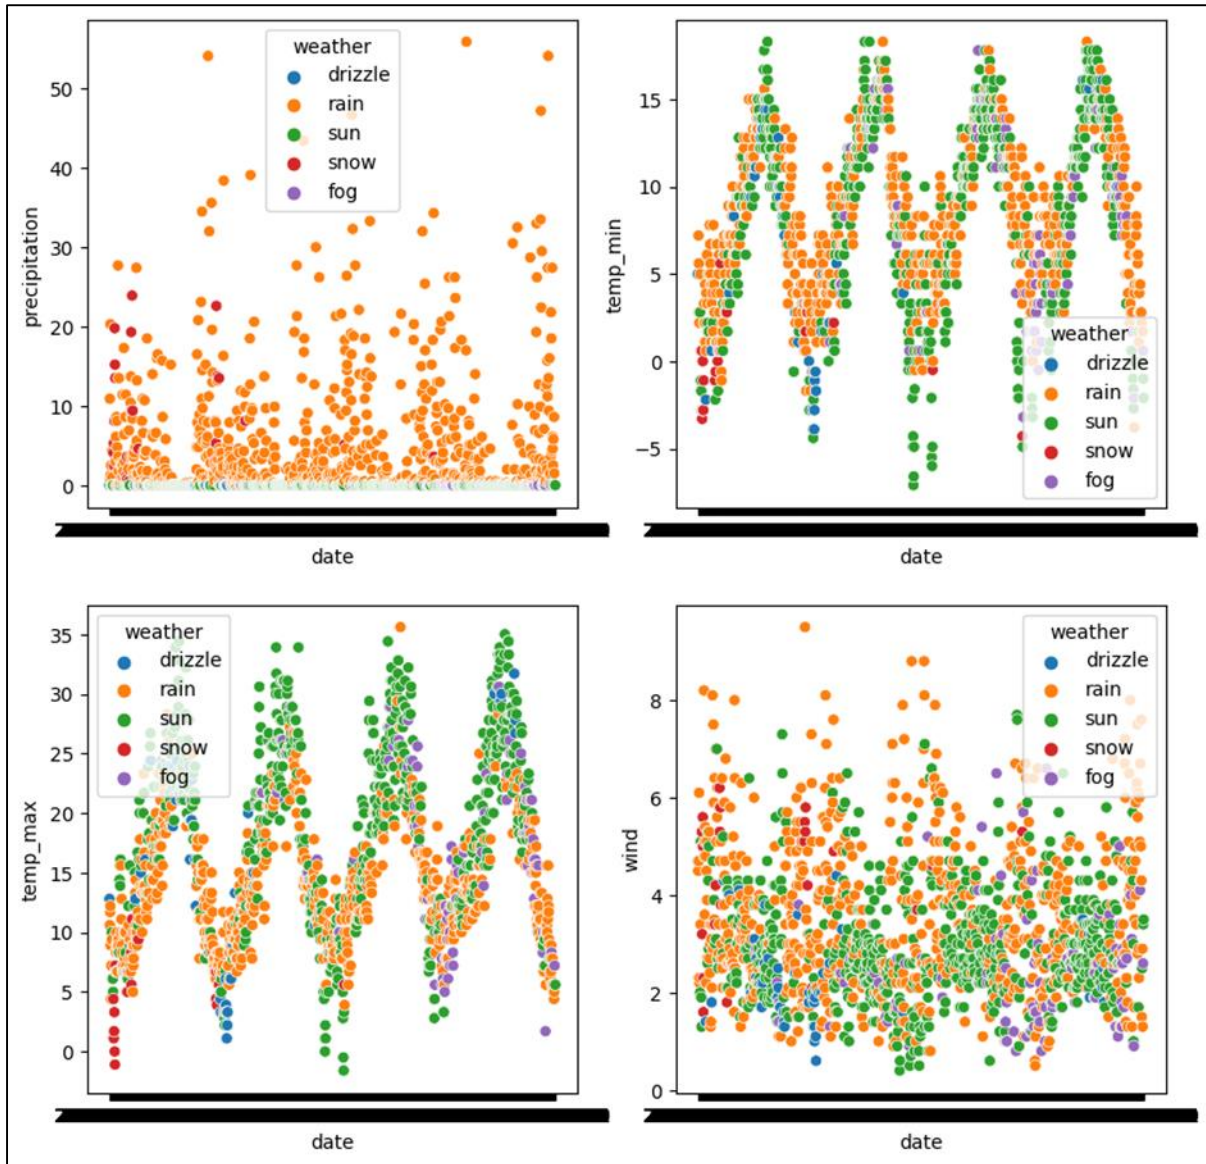 weather
drizzle
rain
sun
snow
fog
50
40
30
20
10
0
precipitation
date
weather
drizzle
rain
sun
snow
fog
15
10
5
0
−5
temp_min
date
weather
drizzle
rain
sun
snow
fog
35
30
25
20
15
10
5
0
temp_max
date
weather
drizzle
rain
sun
snow
fog
8
6
4
2
0
wind
date